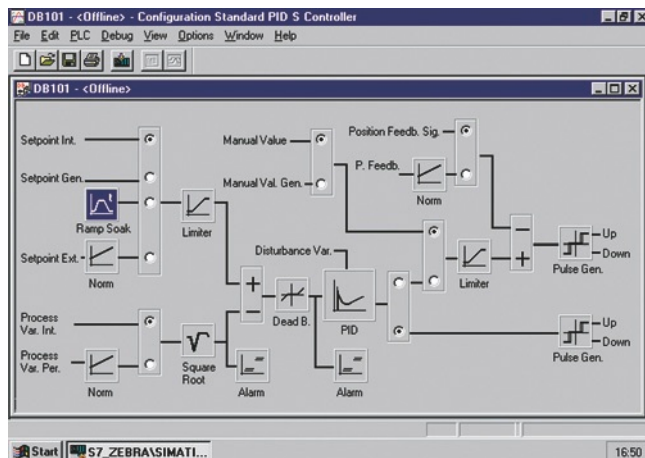 DB101 - <Offline> - Configuration Standard PID S Controller
File Edit PLC Debug View Options Window Help
DB101 - <Offline>
Setpoint Int.
Manual Value
Position Feedb. Sig.
P. Feedb.
Setpoint Gen.
Manual Val. Gen.
Norm
Ramp Soak
Limiter
Up
Down
Disturbance Var.
Setpoint Ext.
Norm
Limiter
Pulse Gen.
Process
Var. Int.
Dead B.
PID
Up
Down
Process
Var. Per.
Pulse Gen.
Norm
Square
Root
Alarm
Alarm
Start
S7_ZEBRA\SIMATI...
16:50